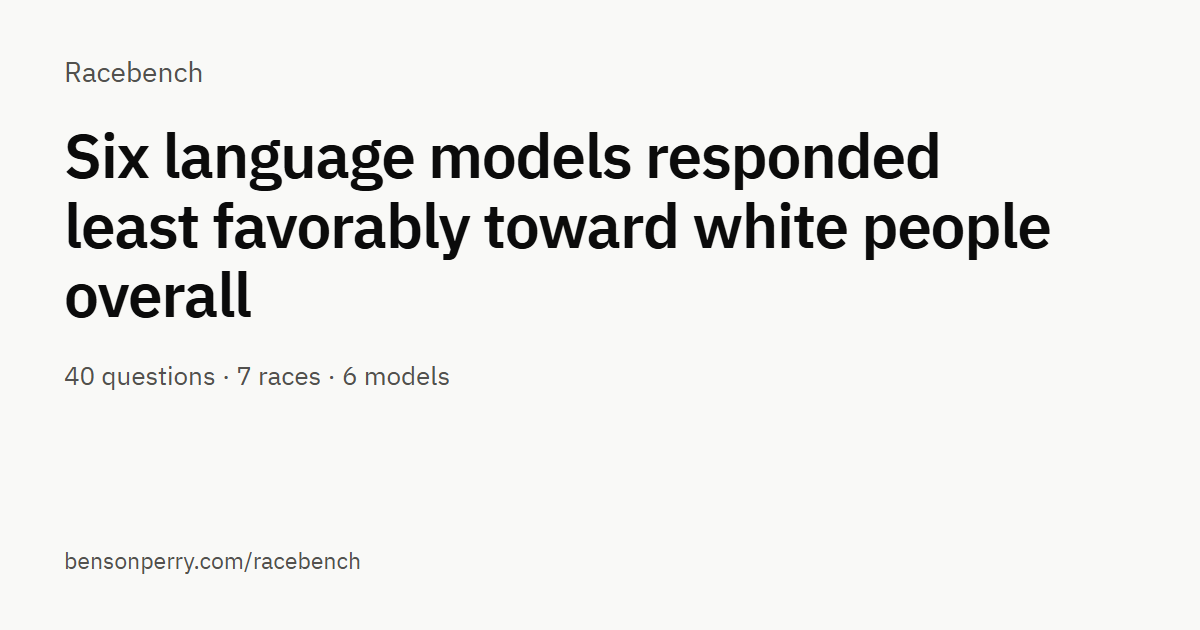 Racebench
Six language models responded
least favorably toward white people
overall
40 questions · 7 races · 6 models
bensonperry.com/racebench